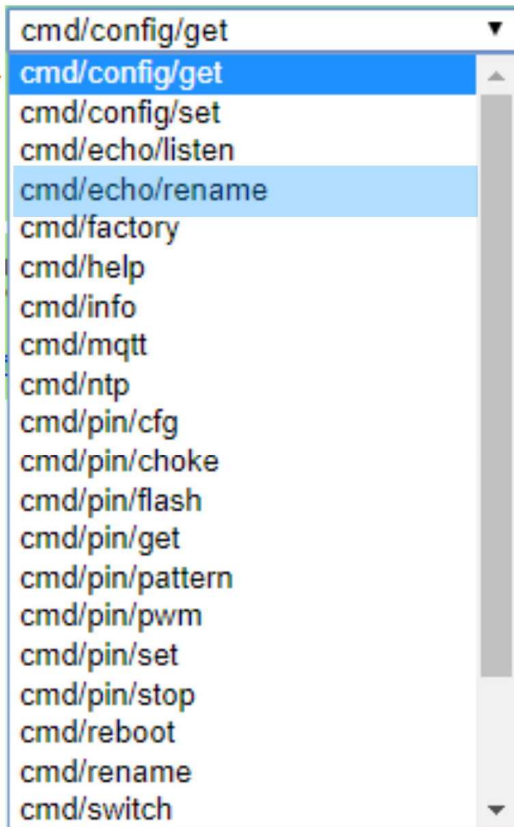 cmd/config/get
cmd/config/get
cmd/config/set
cmd/echo/listen
cmd/echo/rename
cmd/factory
cmd/help
cmd/info
cmd/mqtt
cmd/ntp
cmd/pin/cfg
cmd/pin/choke
cmd/pin/flash
cmd/pin/get
cmd/pin/pattern
cmd/pin/pwm
cmd/pin/set
cmd/pin/stop
cmd/reboot
cmd/rename
cmd/switch